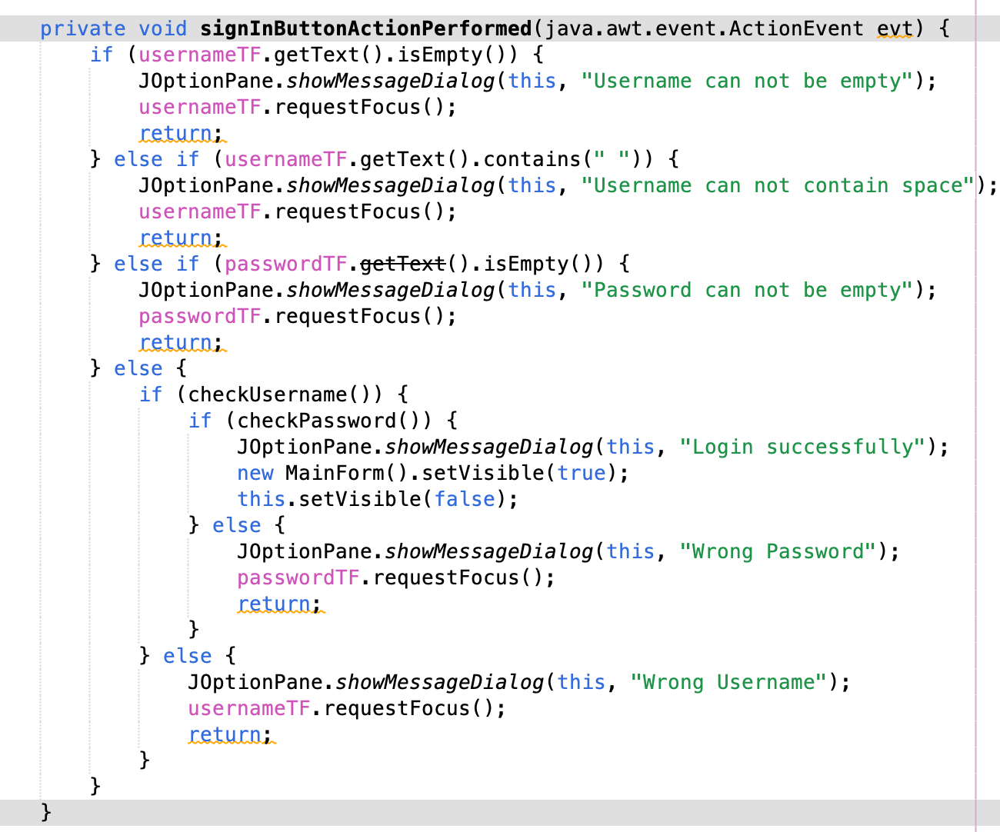 private void signInButtonActionPerformed(java.awt.event.ActionEvent evt) {
    if (usernameTF.getText().isEmpty()) {
        JOptionPane.showMessageDialog(this, "Username can not be empty");
        usernameTF.requestFocus();
        return;
    } else if (usernameTF.getText().contains(" ")) {
        JOptionPane.showMessageDialog(this, "Username can not contain space");
        usernameTF.requestFocus();
        return;
    } else if (passwordTF.getText().isEmpty()) {
        JOptionPane.showMessageDialog(this, "Password can not be empty");
        passwordTF.requestFocus();
        return;
    } else {
        if (checkUsername()) {
            if (checkPassword()) {
                JOptionPane.showMessageDialog(this, "Login successfully");
                new MainForm().setVisible(true);
                this.setVisible(false);
            } else {
                JOptionPane.showMessageDialog(this, "Wrong Password");
                passwordTF.requestFocus();
                return;
            }
        } else {
            JOptionPane.showMessageDialog(this, "Wrong Username");
            usernameTF.requestFocus();
            return;
        }
    }
}